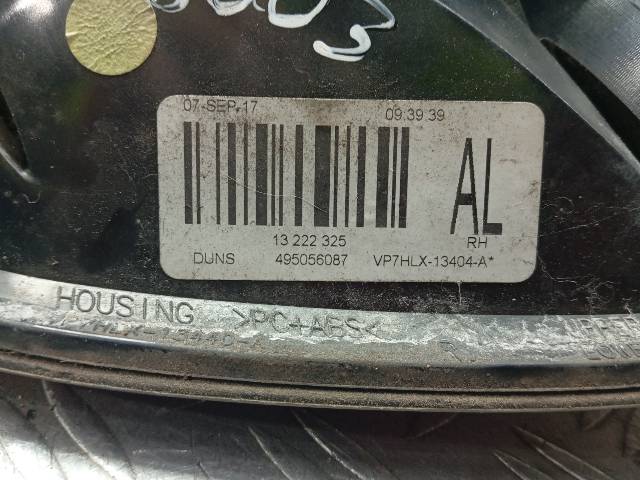 07-SEP-17 09:39:39
AL
13 222 325 RH
DUNS 495056087 VP7HLX-13404-A*
HOUSING >PC+ABS<